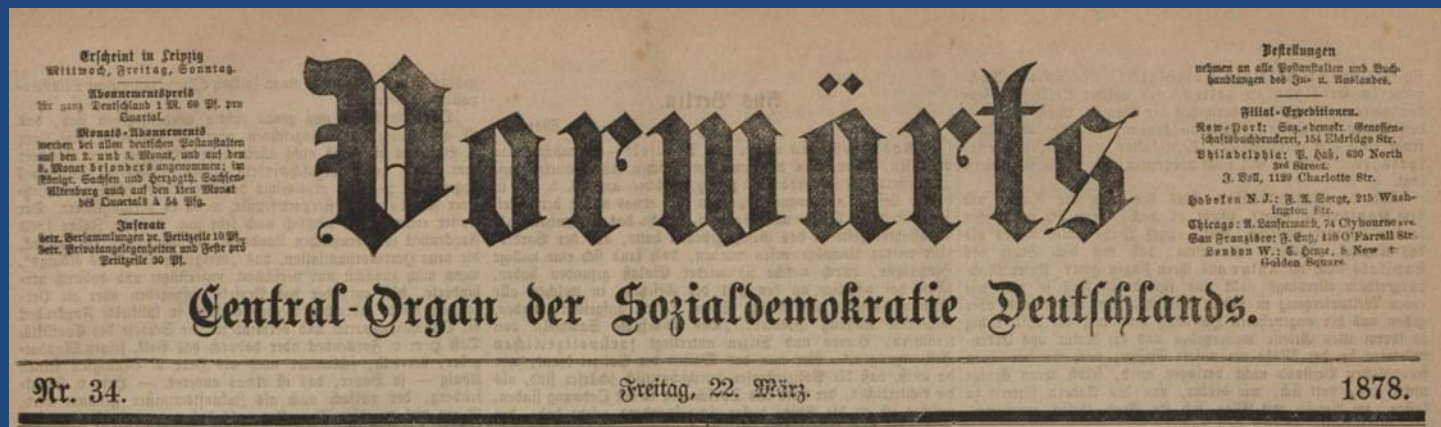 Erscheint in Leipzig
Mittwoch, Freitag, Sonntag.
Abonnementspreis
für ganz Deutschland 1 M. 60 Pf. pro
Quartal.
Monats-Abonnements
werden bei allen deutschen Postanstalten
auf den 2. und 3. Monat, und auf den
3. Monat besonders angenommen; im
Königr. Sachsen und Herzogth. Sachsen-
Altenburg auch auf den 1ten Monat
des Quartals à 54 Pfg.
Inserate
betr. Versammlungen pr. Petitzeile 10 Pf.,
betr. Privatangelegenheiten und Feste pro
Petitzeile 30 Pf.
Vorwärts
Bestellungen
nehmen an alle Postanstalten und Buch-
handlungen des In- u. Auslandes.
Filial-Expeditionen.
New-York: Soz.-demokr. Genossen-
schaftsbuchdruckerei, 154 Eldridge Str.
Philadelphia: P. Haß, 630 North
3rd Street.
J. Boll, 1129 Charlotte Str.
Hoboken N. J.: F. A. Sorge, 215 Wash-
ington Str.
Chicago: A. Lanfermann, 74 Clybourne ave.
San Franzisco: F. Entz, 418 O'Farrell Str.
London W.: C. Henze, 8 New
Golden Square
Central-Organ der Sozialdemokratie Deutschlands.
Nr. 34.
Freitag, 22. März.
1878.